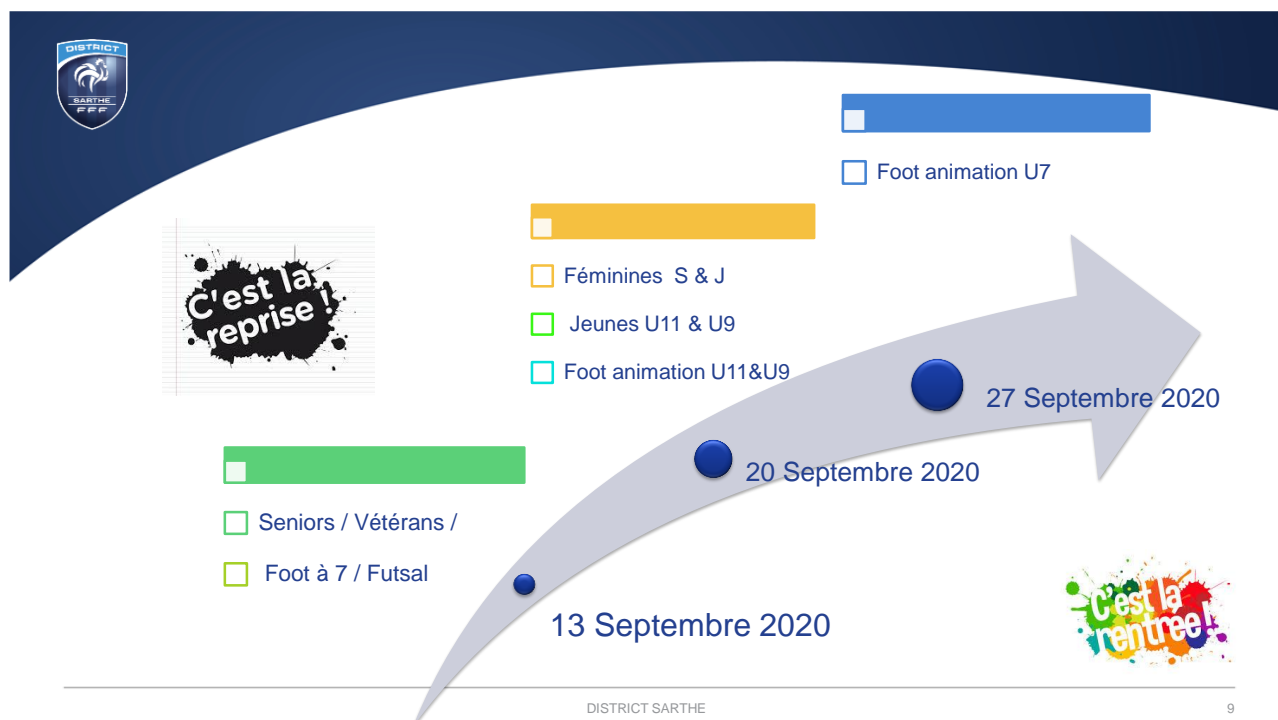 DISTRICT
SARTHE
FFF
Foot animation U7
C'est la
reprise !
Féminines S & J
Jeunes U11 & U9
Foot animation U11&U9
27 Septembre 2020
20 Septembre 2020
Seniors / Vétérans /
Foot à 7 / Futsal
13 Septembre 2020
C'est la
rentrée!
DISTRICT SARTHE
9